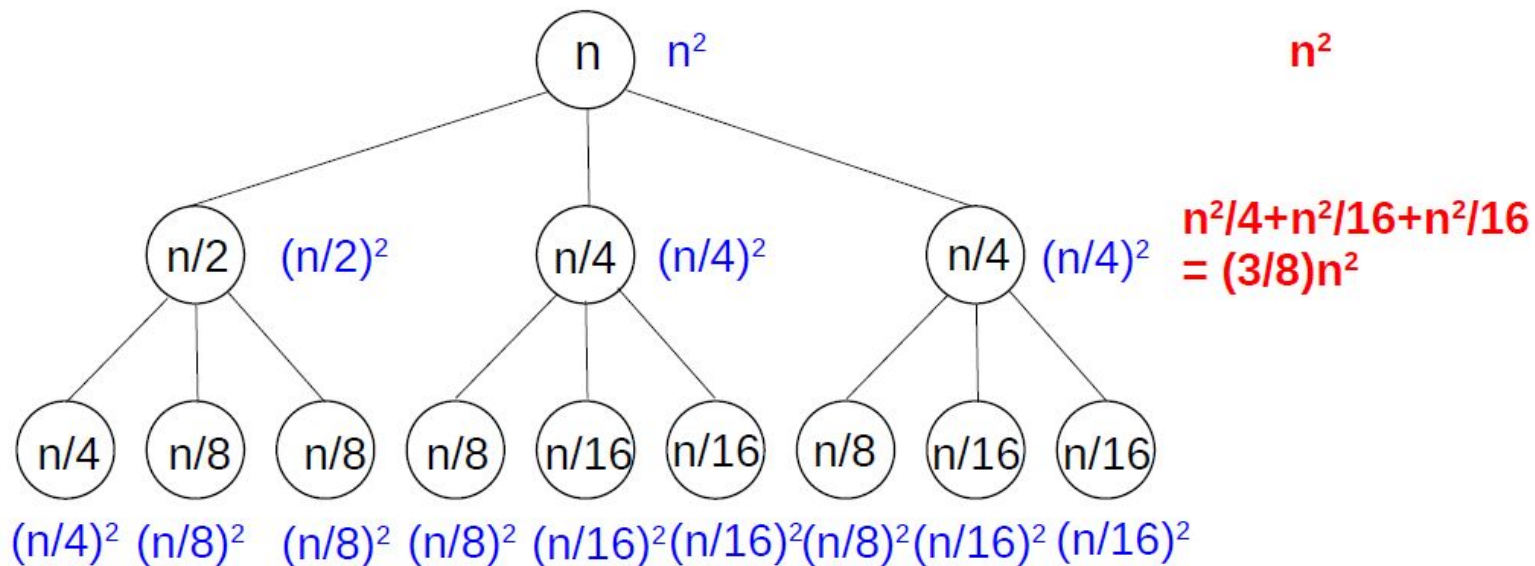 n n² n²
n/2 (n/2)² n/4 (n/4)² n/4 (n/4)² n²/4+n²/16+n²/16
= (3/8)n²
n/4 n/8 n/8 n/8 n/16 n/16 n/8 n/16 n/16
(n/4)² (n/8)² (n/8)² (n/8)² (n/16)² (n/16)² (n/8)² (n/16)² (n/16)²